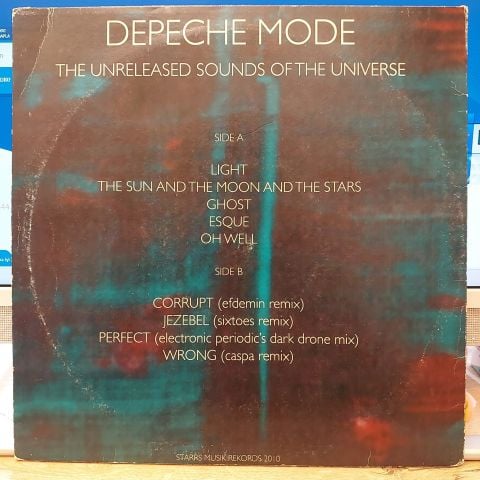 DEPECHE MODE
THE UNRELEASED SOUNDS OF THE UNIVERSE
SIDE A
LIGHT
THE SUN AND THE MOON AND THE STARS
GHOST
ESQUE
OH WELL
SIDE B
CORRUPT (efdemin remix)
JEZEBEL (sixtoes remix)
PERFECT (electronic periodic's dark drone mix)
WRONG (caspa remix)
STARRS MUSIK REKORDS 2010